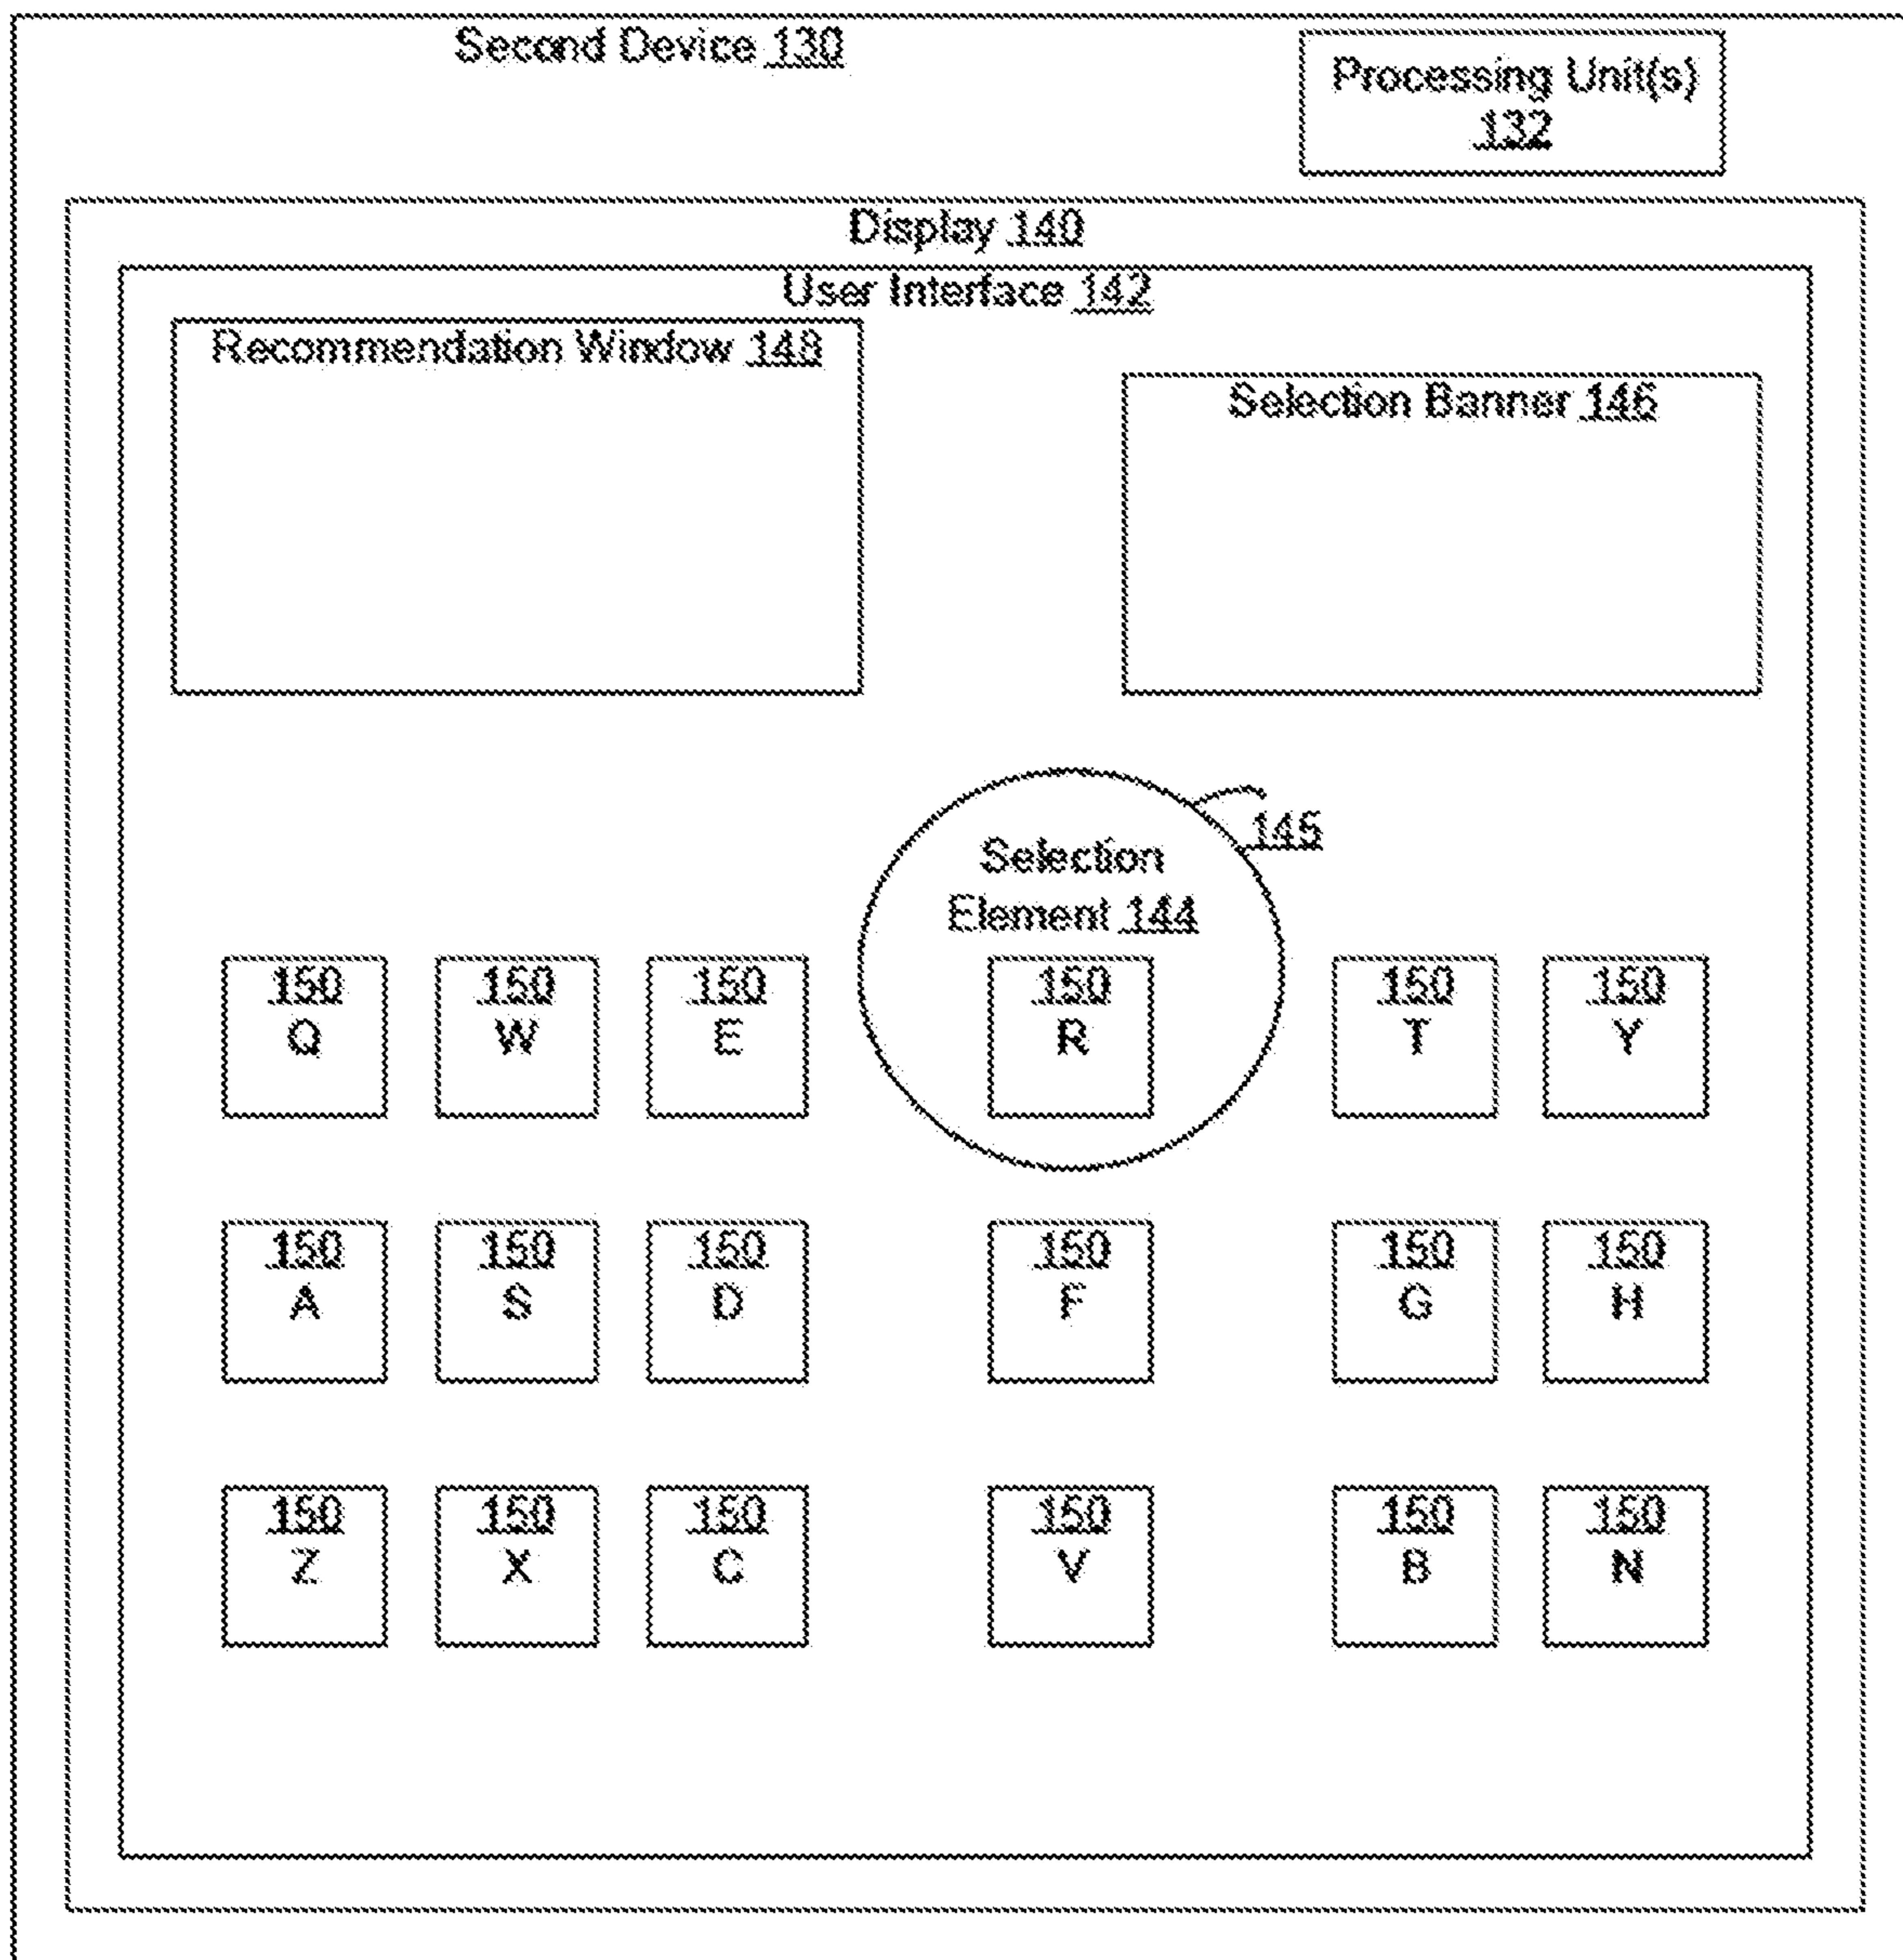 Second Device 130
Processing Unit(s)
132
Display 140
User Interface 142
Recommendation Window 148
Selection Banner 146
145
Selection
Element 144
150 150 150 150 150 150
Q W E R T Y
150 150 150 150 150 150
A S D F G H
150 150 150 150 150 150
Z X C V B N